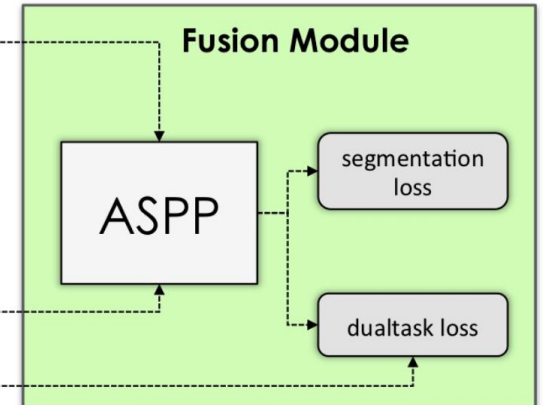 Fusion Module
ASPP
segmentation
loss
dualtask loss